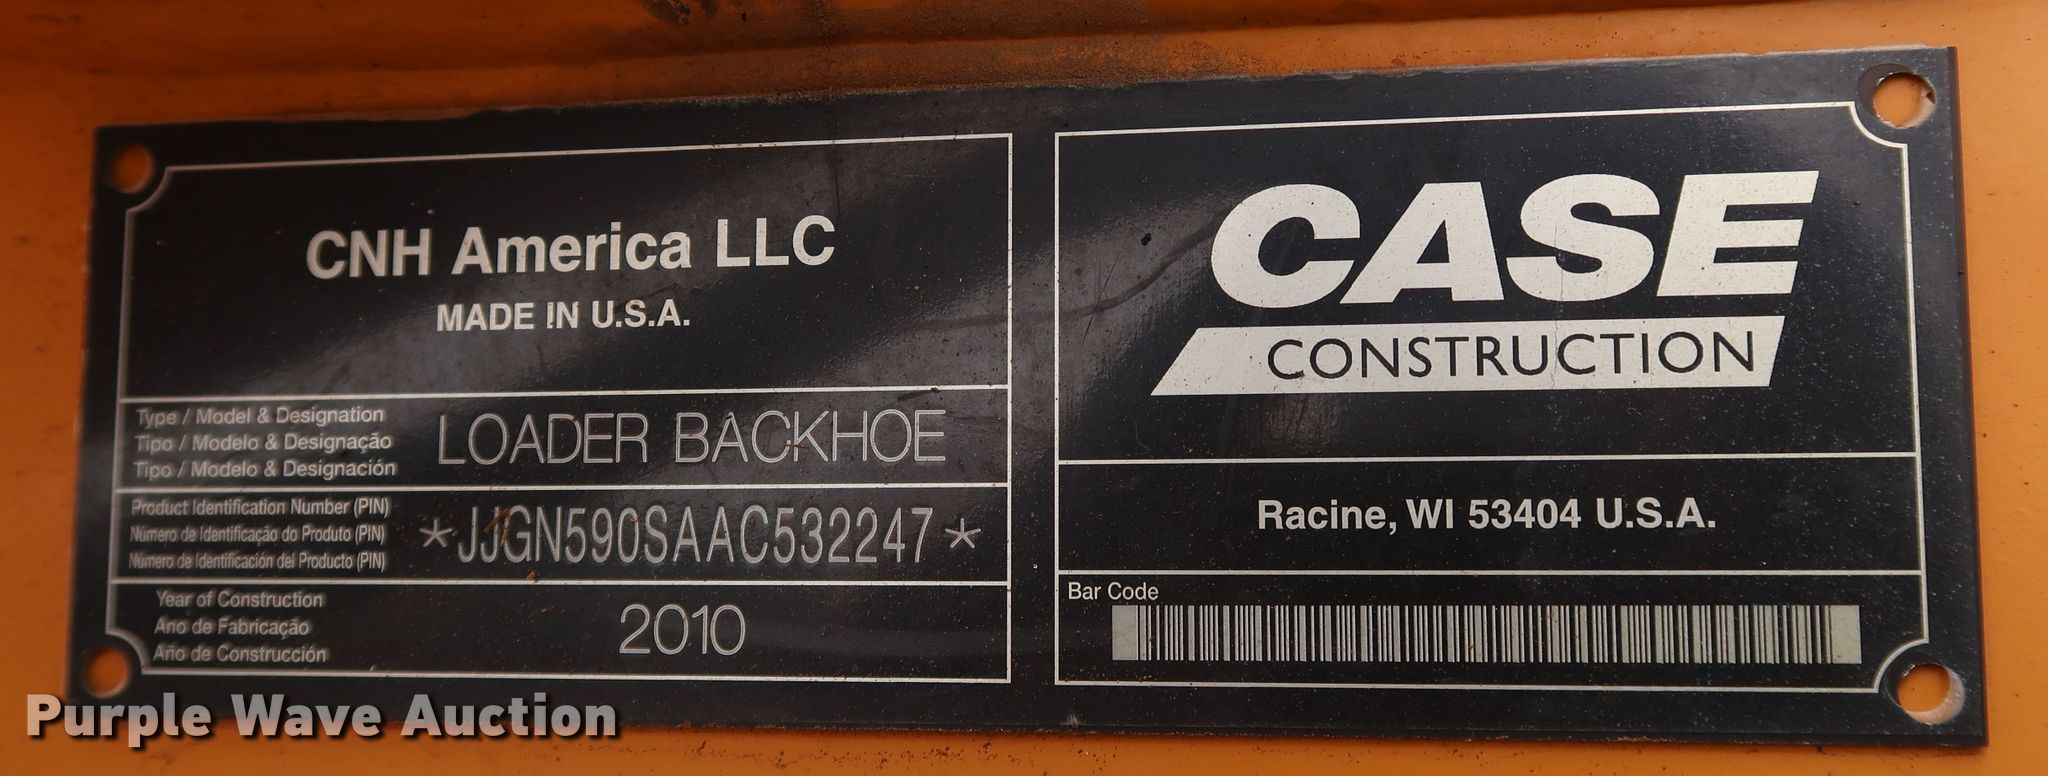 CNH America LLC
MADE IN U.S.A.
Type / Model & Designation
Tipo / Modelo & Designação
Tipo / Modelo & Designación
LOADER BACKHOE
Product Identification Number (PIN)
Número de Identificação do Produto (PIN)
Número de Identificación del Producto (PIN)
*JJGN590SAAC532247*
Year of Construction
Ano de Fabricação
Año de Construcción
2010
CASE
CONSTRUCTION
Racine, WI 53404 U.S.A.
Bar Code
Purple Wave Auction